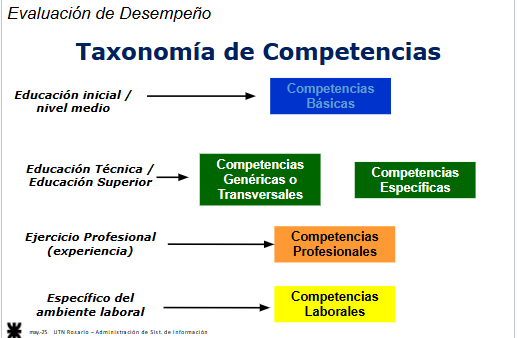 Evaluación de Desempeño
Taxonomía de Competencias
Educación inicial /
nivel medio
Competencias
Básicas
Educación Técnica /
Educación Superior
Competencias
Genéricas o
Transversales
Competencias
Específicas
Ejercicio Profesional
(experiencia)
Competencias
Profesionales
Específico del
ambiente laboral
Competencias
Laborales
may.-25 UTN Rosario – Administración de Sist. de Información